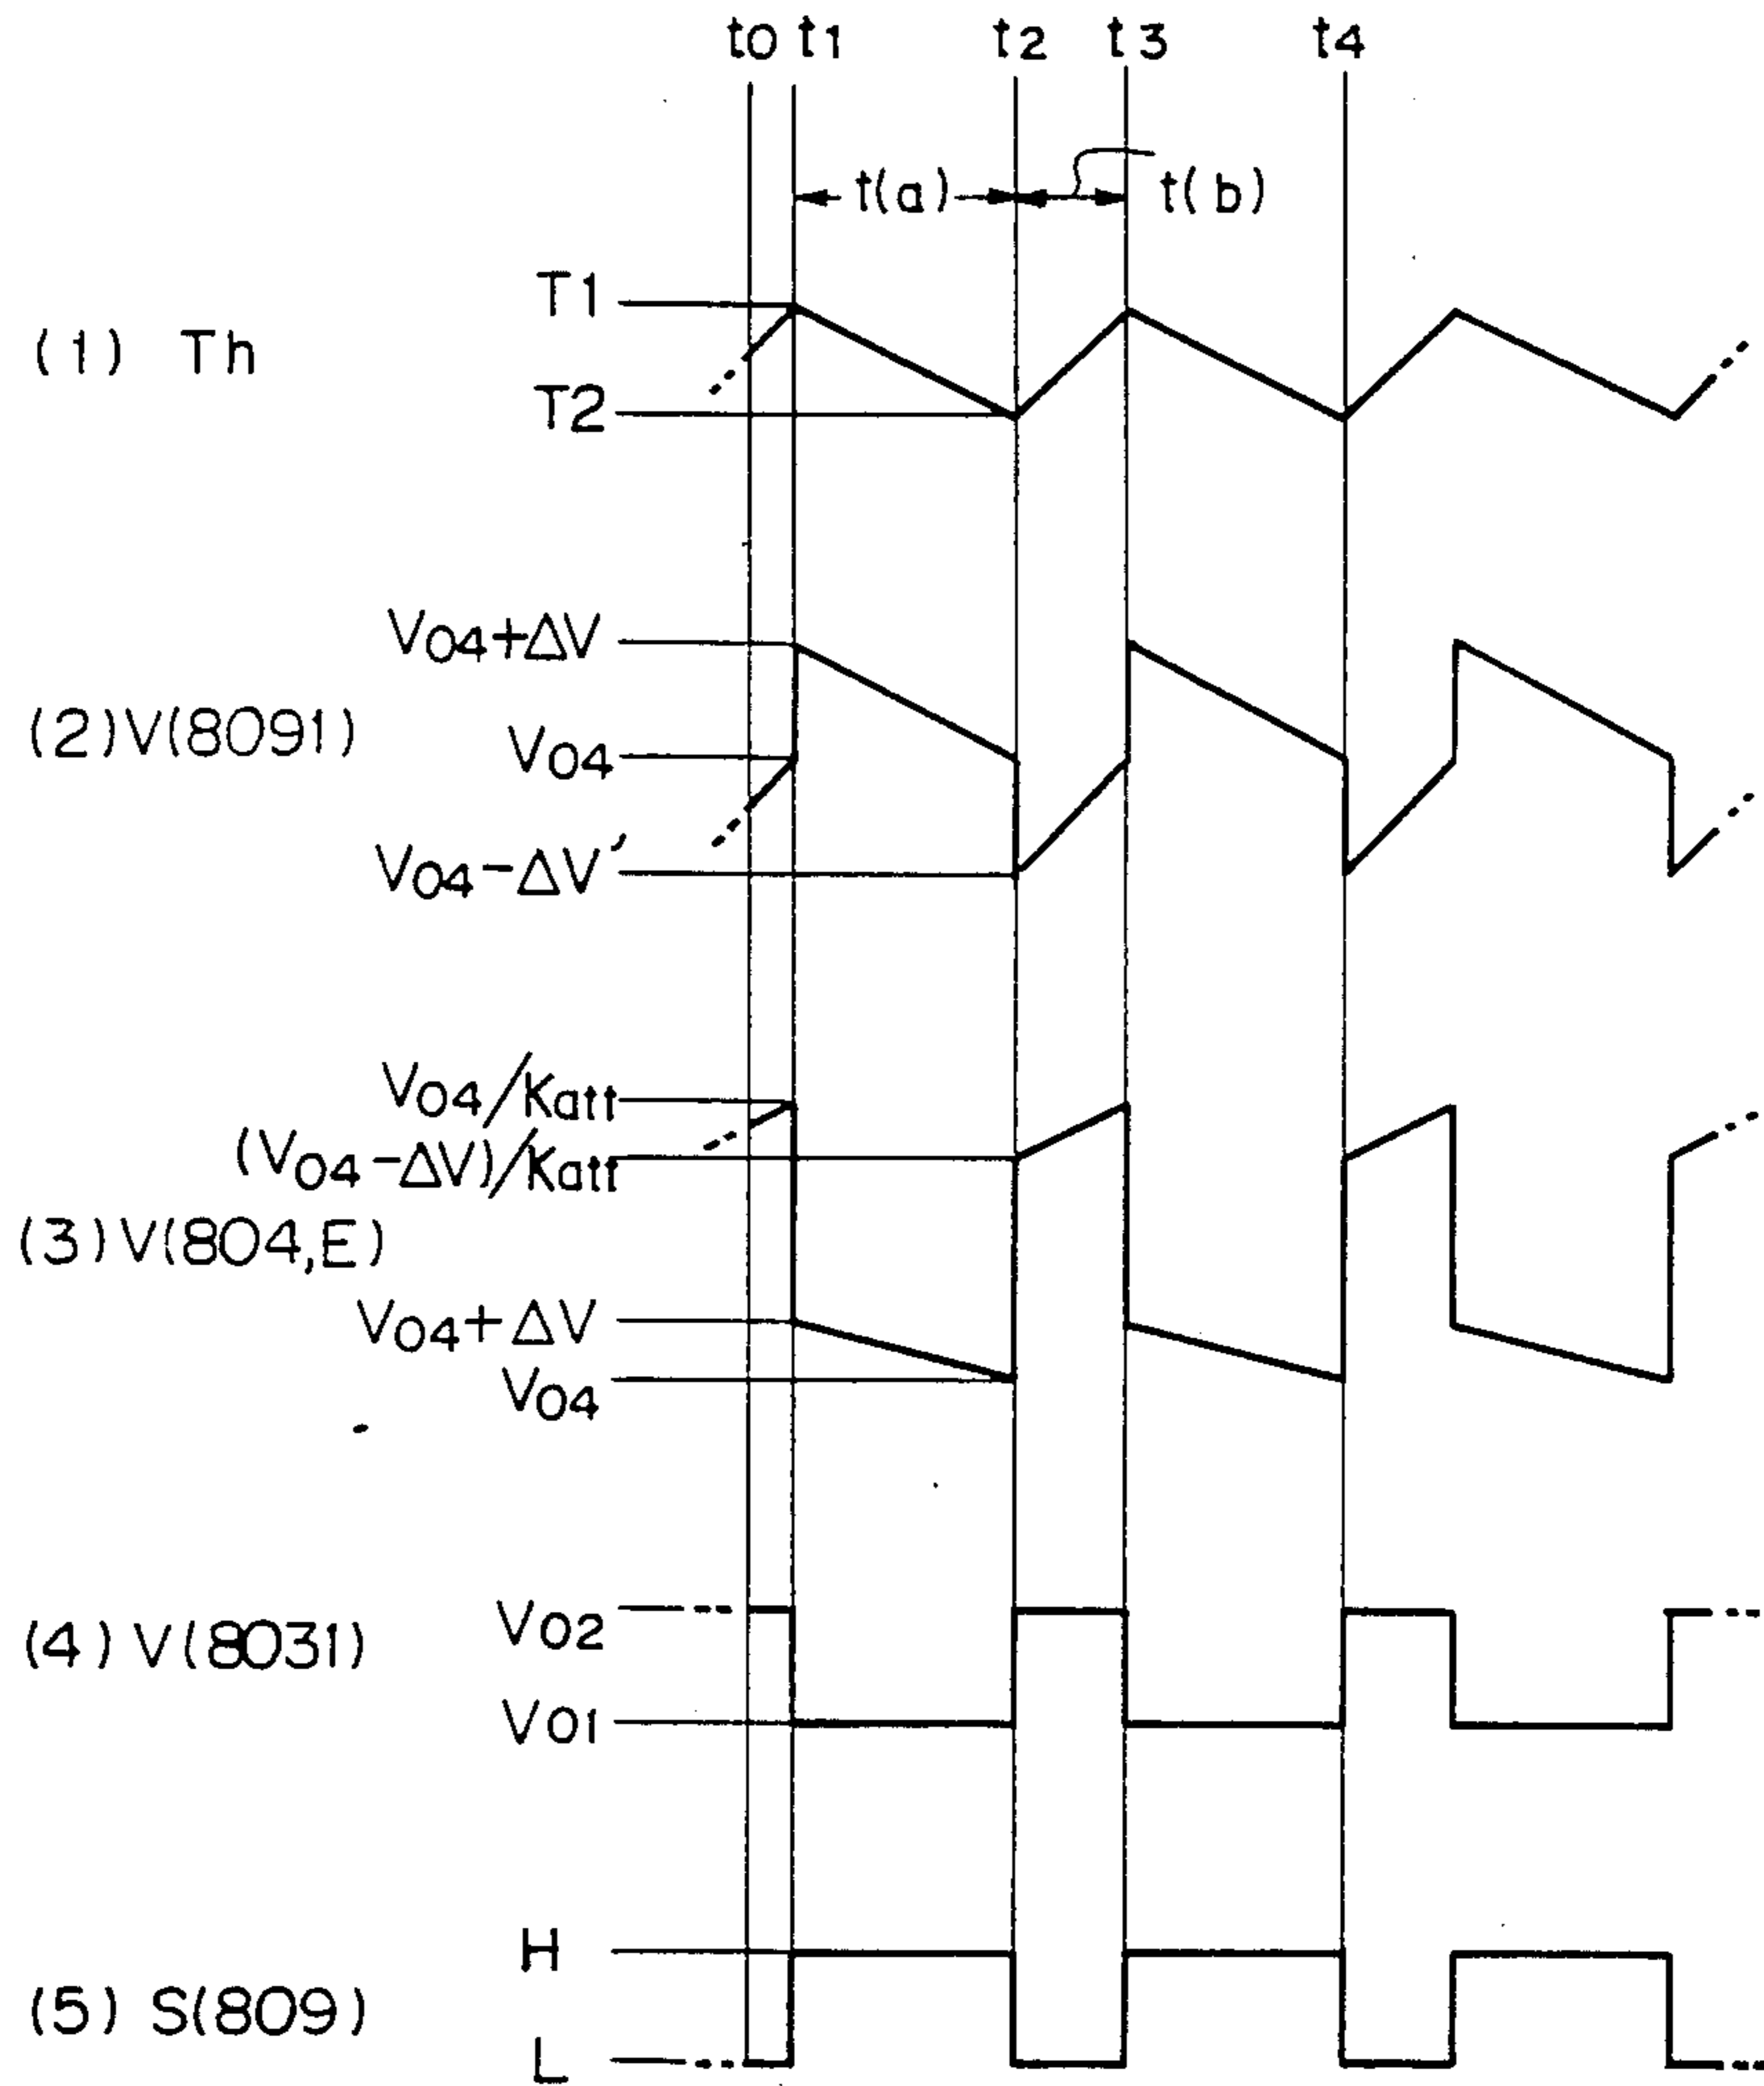 t0 t1 t2 t3 t4
t(a) t(b)
T1
(1) Th
T2
V04+ΔV
(2) V(8091)
V04
V04-ΔV'
V04/Katt
(V04-ΔV)/Katt
(3) V(804,E)
V04+ΔV
V04
V02
(4) V(8031)
V01
H
(5) S(809)
L